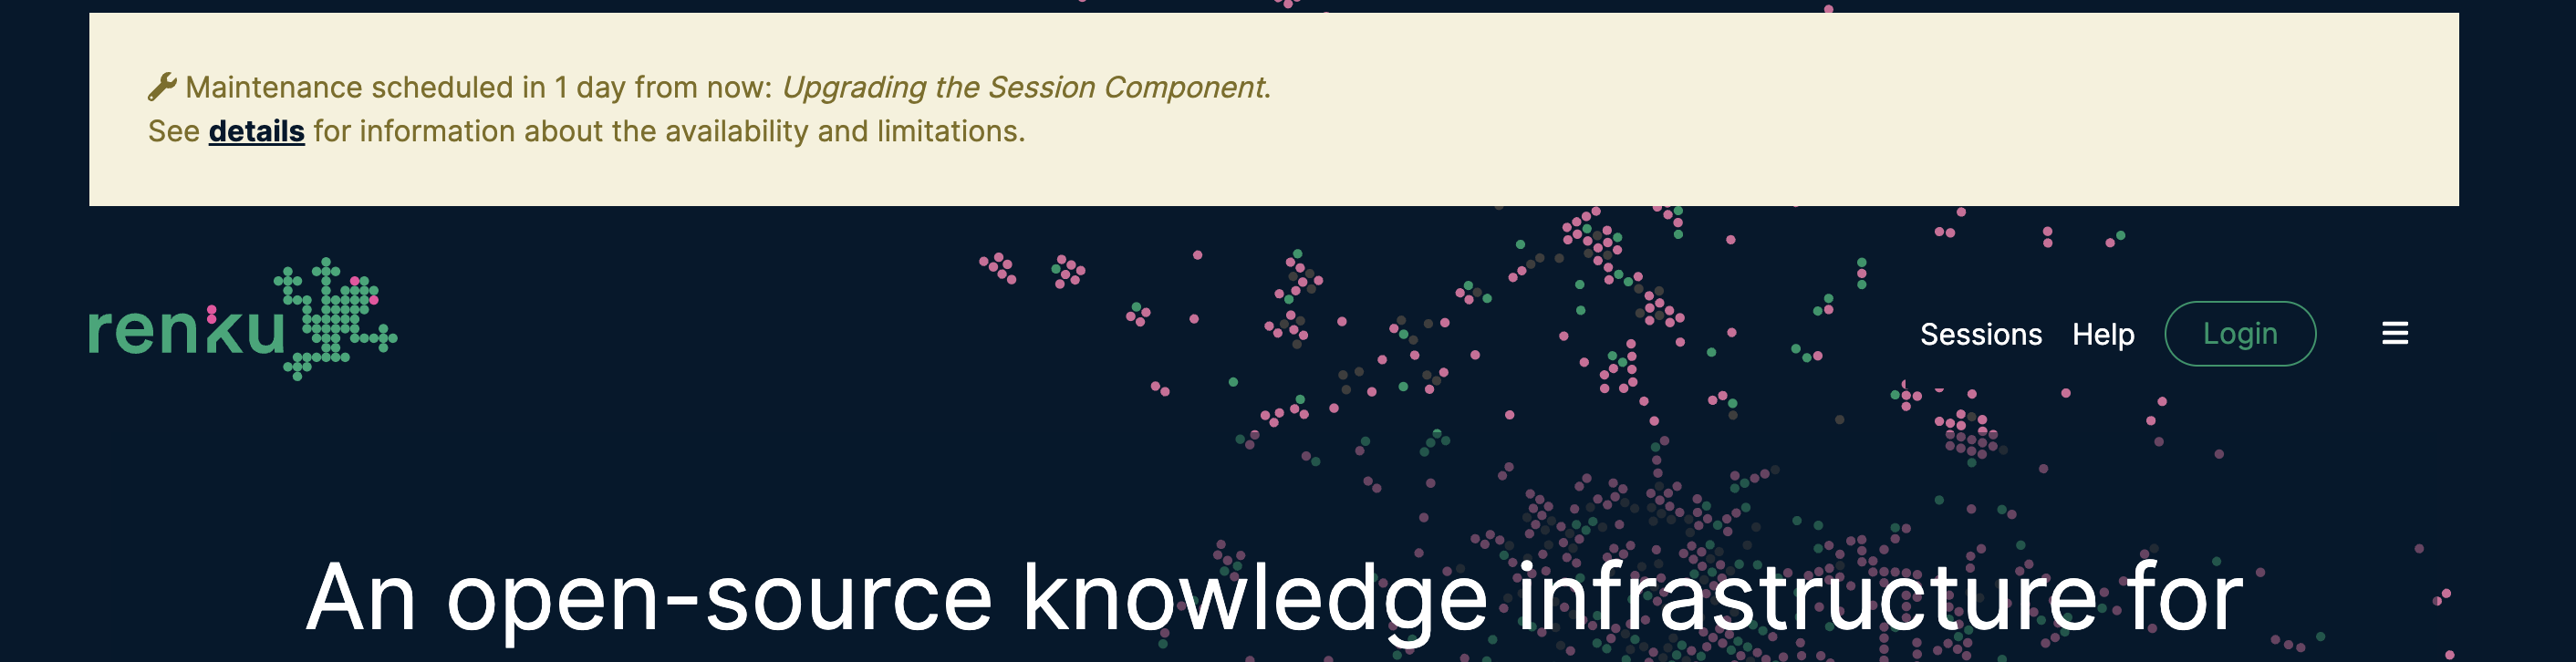 Maintenance scheduled in 1 day from now: Upgrading the Session Component.
See details for information about the availability and limitations.
renku
Sessions Help Login
An open-source knowledge infrastructure for